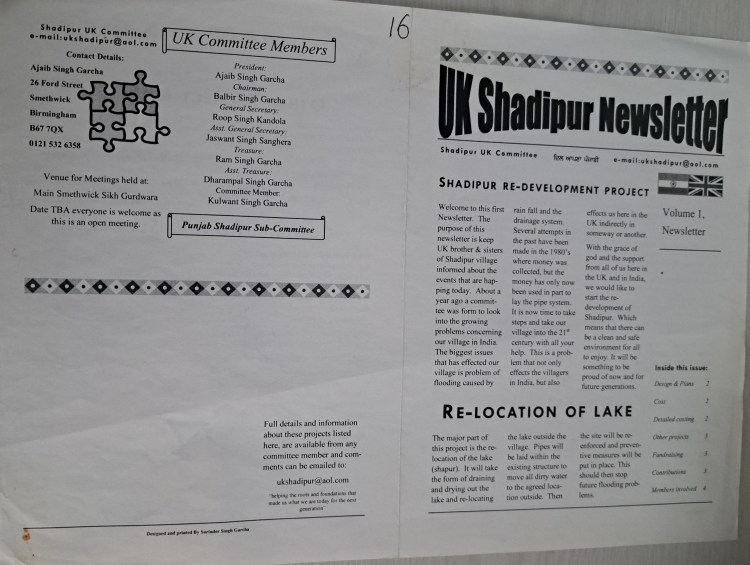 16
Shadipur UK Committee
e-mail:ukshadipur@aol.com
Contact Details:
Ajaib Singh Garcha
26 Ford Street
Smethwick
Birmingham
B67 7QX
0121 532 6358
Venue for Meetings held at:
Main Smethwick Sikh Gurdwara
Date TBA everyone is welcome as
this is an open meeting.
UK Committee Members
President:
Ajaib Singh Garcha
Chairman:
Balbir Singh Garcha
General Secretary:
Roop Singh Kandola
Asst. General Secretary:
Jaswant Singh Sanghera
Treasure:
Ram Singh Garcha
Asst. Treasure:
Dharampal Singh Garcha
Committee Member:
Kulwant Singh Garcha
Punjab Shadipur Sub-Committee
Full details and information
about these projects listed
here, are available from any
committee member and com-
ments can be emailed to:
ukshadipur@aol.com
"helping the roots and foundations that
made us what we are today for the next
generation"
Designed and printed By Surinder Singh Garcha
UK Shadipur Newsletter
Shadipur UK Committee
e-mail:ukshadipur@aol.com
SHADIPUR RE-DEVELOPMENT PROJECT
Welcome to this first
Newsletter. The
purpose of this
newsletter is keep
UK brother & sisters
of Shadipur village
informed about the
events that are hap-
ping today. About a
year ago a commit-
tee was form to look
into the growing
problems concerning
our village in India.
The biggest issues
that has effected our
village is problem of
flooding caused by
rain fall and the
drainage system.
Several attempts in
the past have been
made in the 1980's
where money was
collected, but the
money has only now
been used in part to
lay the pipe system.
It is now time to take
steps and take our
village into the 21st
century with all your
help. This is a prob-
lem that not only
effects the villagers
in India, but also
effects us here in the
UK indirectly in
someway or another.
With the grace of
god and the support
from all of us here in
the UK and in India,
we would like to
start the re-
development of
Shadipur. Which
means that there can
be a clean and safe
environment for all
to enjoy. It will be
something to be
proud of now and for
future generations.
Volume 1,
Newsletter
Inside this issue:
Design & Plans 2
Cost 2
Detailed costing 2
Other projects 3
Fundraising 3
Contributions 3
Members involved 4
RE-LOCATION OF LAKE
The major part of
this project is the re-
location of the lake
(shapur). It will take
the form of draining
and drying out the
lake and re-locating
the lake outside the
village. Pipes will
be laid within the
existing structure to
move all dirty water
to the agreed loca-
tion outside. Then
the site will be re-
enforced and preven-
tive measures will be
put in place. This
should then stop
future flooding prob-
lems.